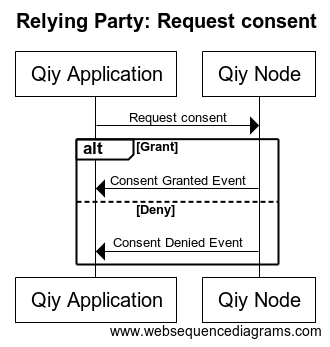 Relying Party: Request consent
Qiy Application
Qiy Node
Request consent
alt
[Grant]
Consent Granted Event
[Deny]
Consent Denied Event
Qiy Application
Qiy Node
www.websequencediagrams.com